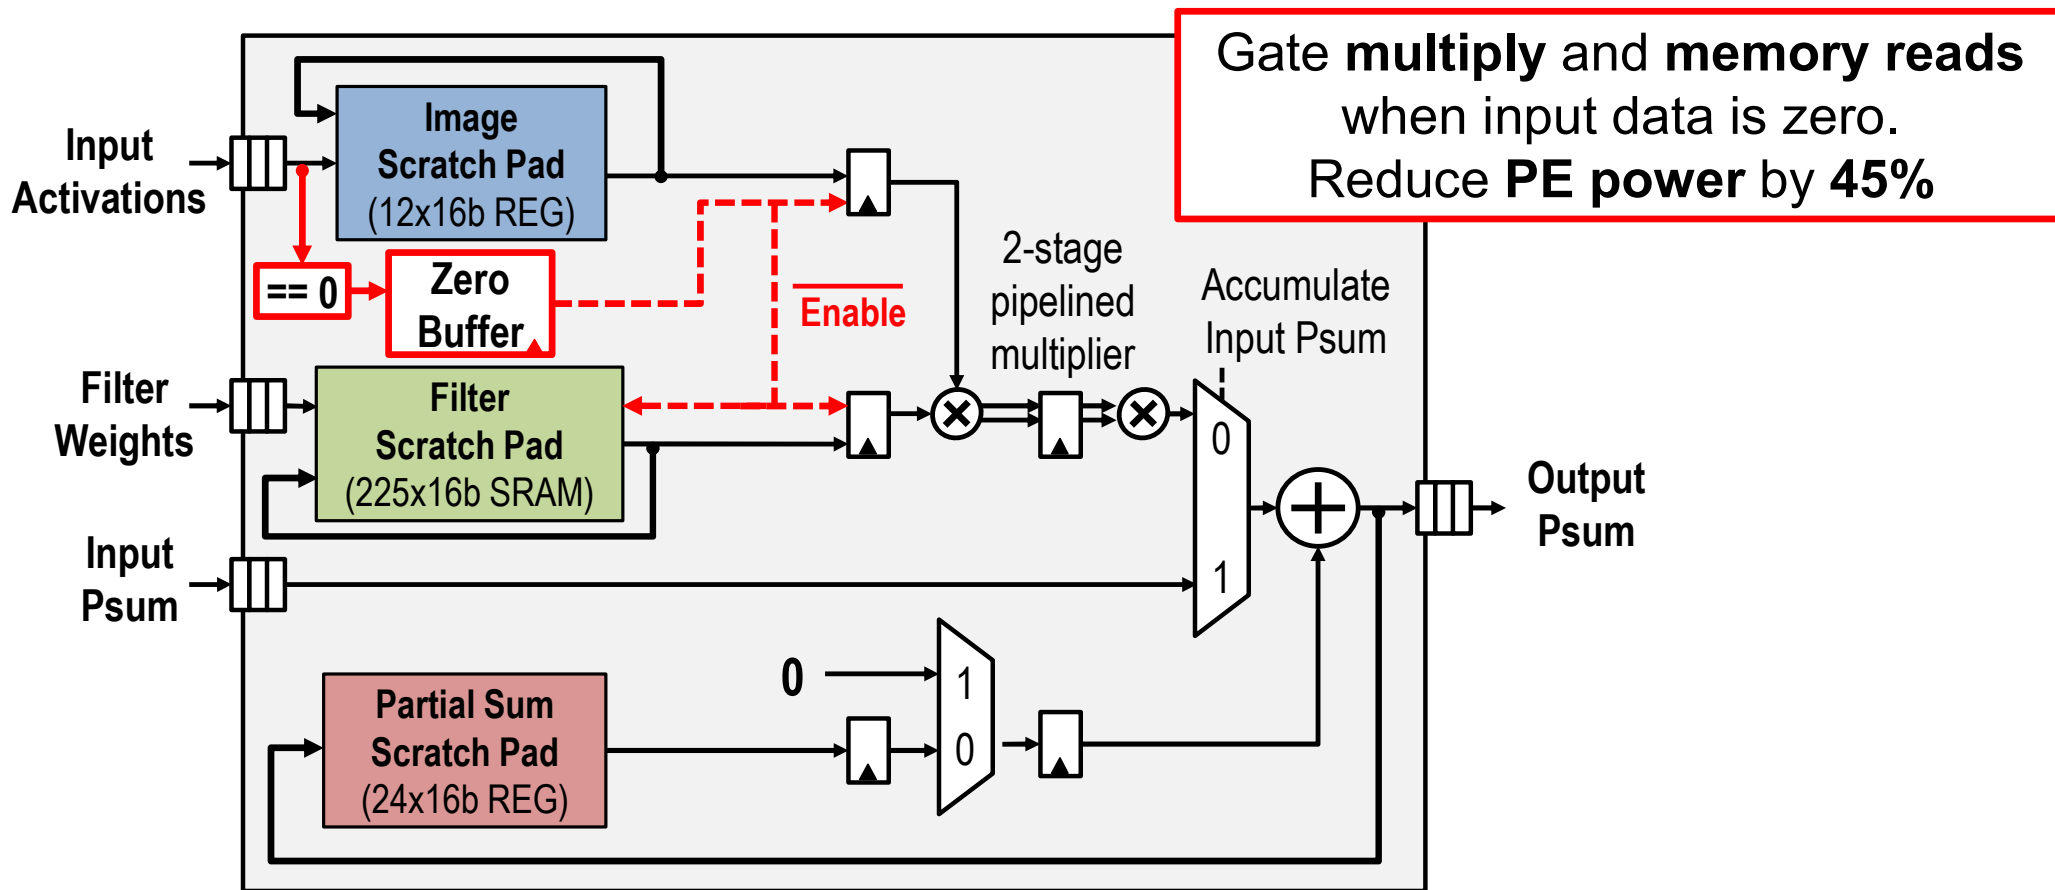 Gate multiply and memory reads
when input data is zero.
Reduce PE power by 45%
Input
Activations
Image
Scratch Pad
(12x16b REG)
== 0
Zero
Buffer
Enable
2-stage
pipelined
multiplier
Accumulate
Input Psum
Filter
Weights
Filter
Scratch Pad
(225x16b SRAM)
0
1
Output
Psum
Input
Psum
0
1
0
Partial Sum
Scratch Pad
(24x16b REG)